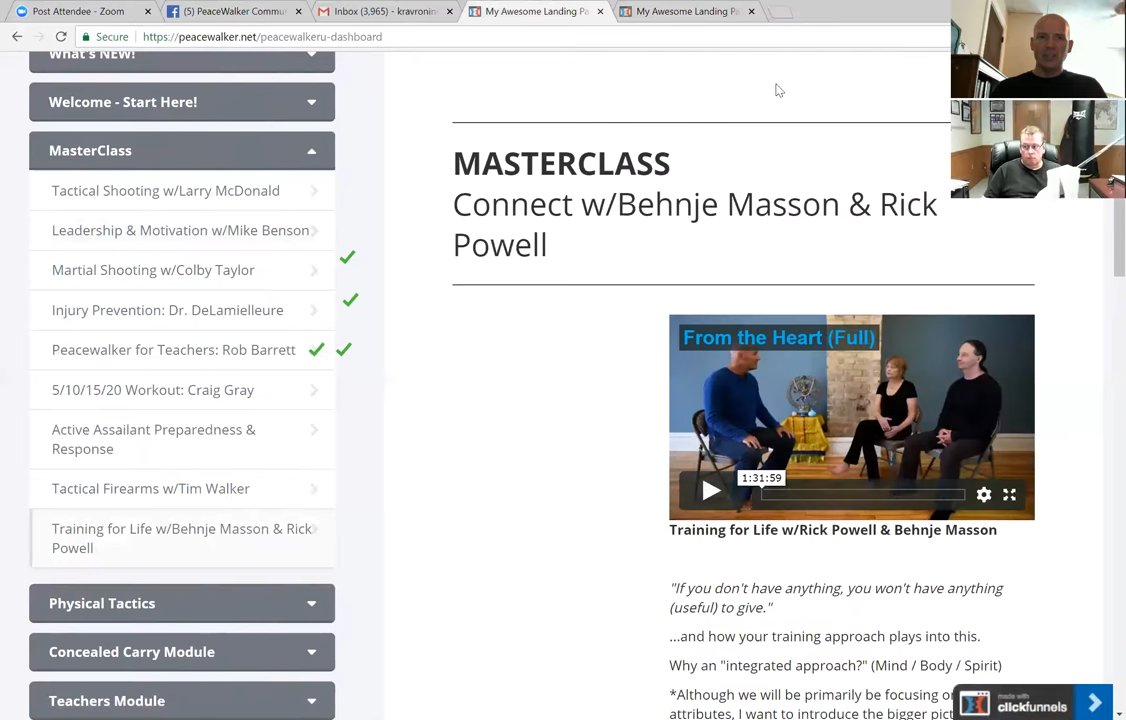 Post Attendee - Zoom
(5) PeaceWalker Commu
Inbox (3,965) - kravronin
My Awesome Landing Pa
My Awesome Landing Pa
Secure
https://peacewalker.net/peacewalkeru-dashboard
What's NEW!
Welcome - Start Here!
MasterClass
Tactical Shooting w/Larry McDonald
Leadership & Motivation w/Mike Benson
Martial Shooting w/Colby Taylor
Injury Prevention: Dr. DeLamielleure
Peacewalker for Teachers: Rob Barrett
5/10/15/20 Workout: Craig Gray
Active Assailant Preparedness &
Response
Tactical Firearms w/Tim Walker
Training for Life w/Behnje Masson & Rick
Powell
Physical Tactics
Concealed Carry Module
Teachers Module
MASTERCLASS
Connect w/Behnje Masson & Rick
Powell
From the Heart (Full)
1:31:59
Training for Life w/Rick Powell & Behnje Masson
"If you don't have anything, you won't have anything
(useful) to give."
...and how your training approach plays into this.
Why an "integrated approach?" (Mind / Body / Spirit)
*Although we will be primarily be focusing o
attributes, I want to introduce the bigger pict
made with
clickfunnels